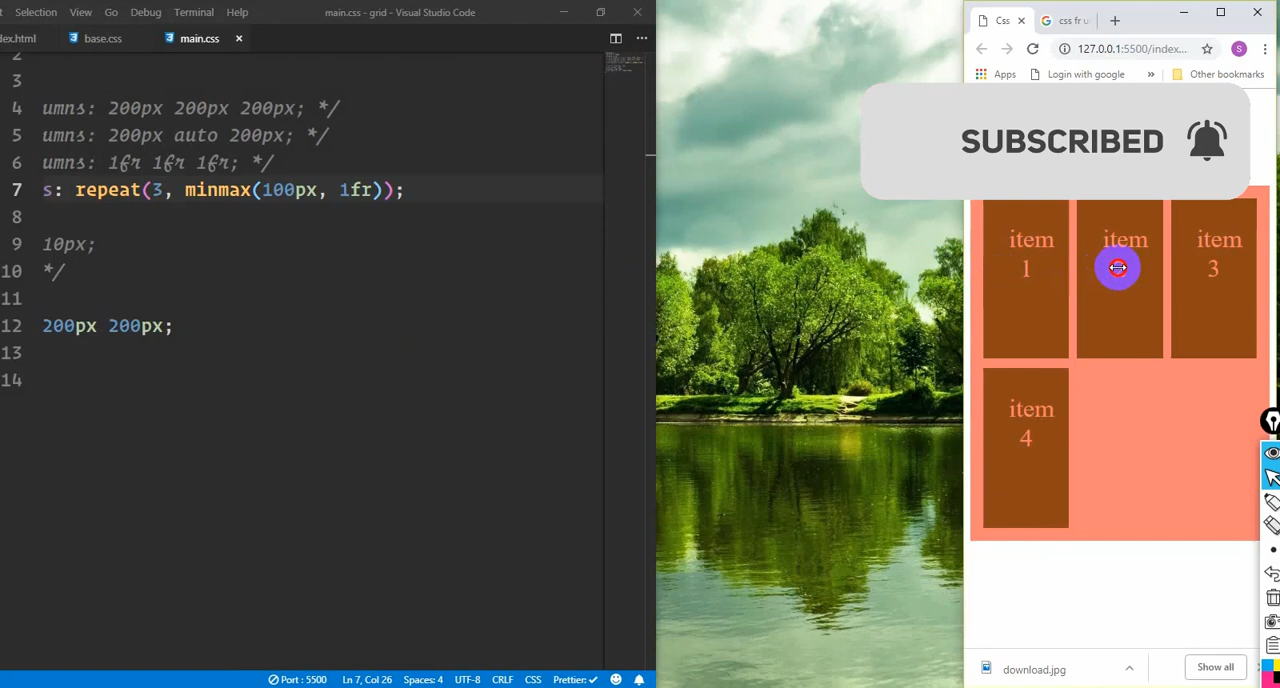 Selection View Go Debug Terminal Help main.css - grid - Visual Studio Code
dex.html base.css main.css
2
3
4 umns: 200px 200px 200px; */
5 umns: 200px auto 200px; */
6 umns: 1fr 1fr 1fr; */
7 s: repeat(3, minmax(100px, 1fr));
8
9 10px;
10 */
11
12 200px 200px;
13
14
Port : 5500 Ln 7, Col 26 Spaces: 4 UTF-8 CRLF CSS Prettier: ✓
Css css fr u
127.0.0.1:5500/index... S
Apps Login with google » Other bookmarks
SUBSCRIBED
item
1
item
item
3
item
4
download.jpg Show all